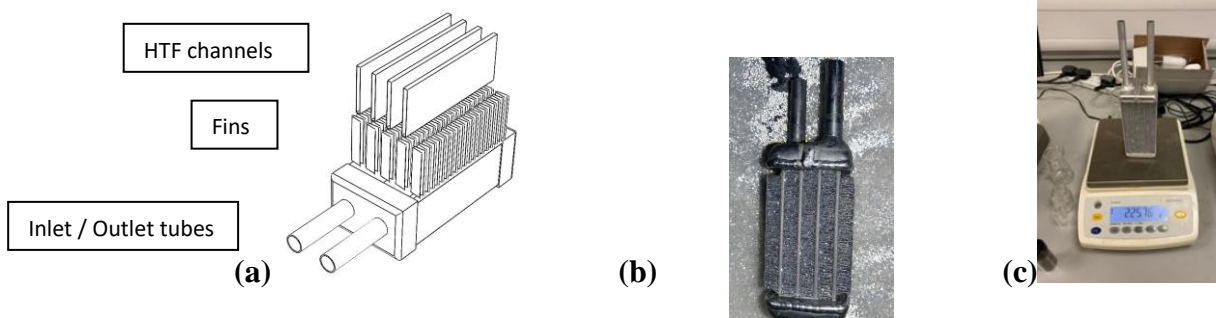 HTF channels
Fins
Inlet / Outlet tubes
(a)
(b)
(c)
225.76